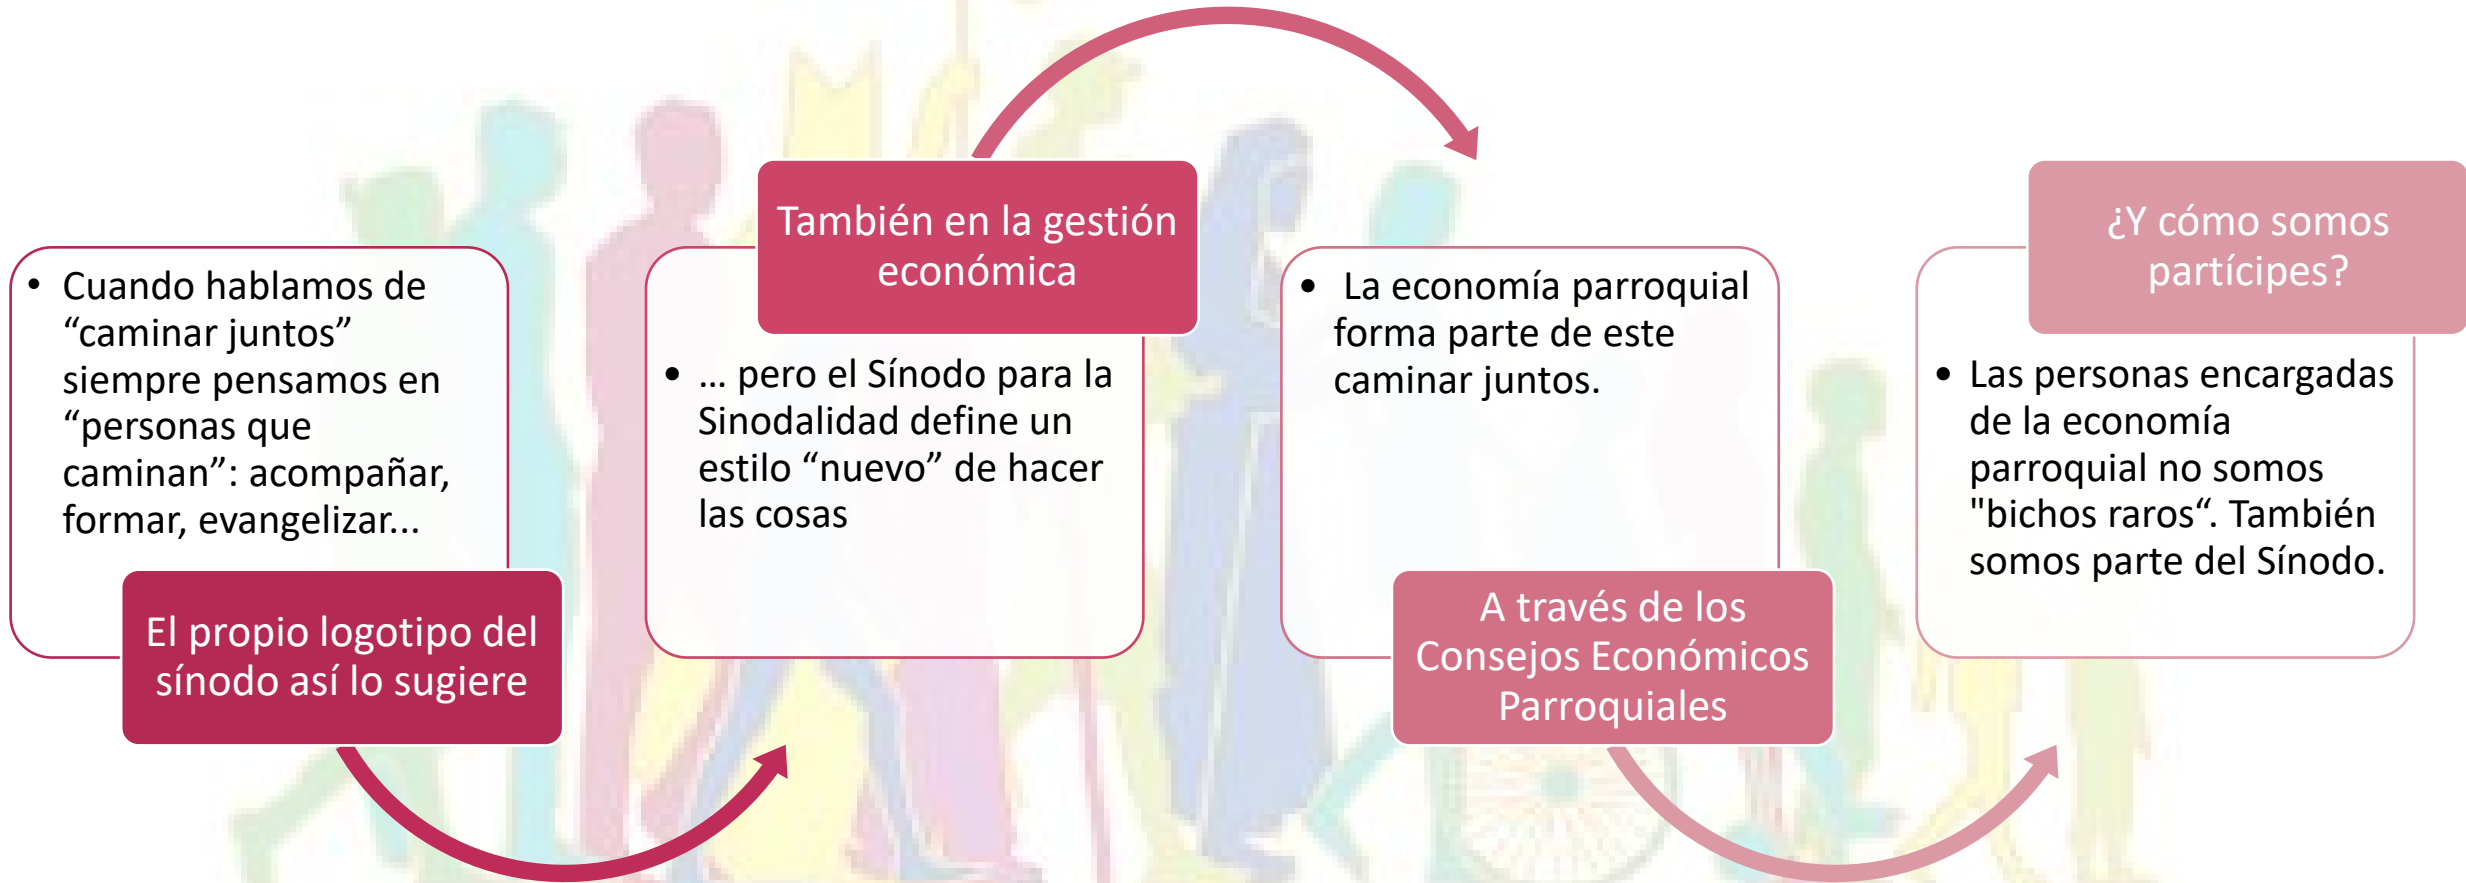 • Cuando hablamos de
“caminar juntos”
siempre pensamos en
“personas que
caminan”: acompañar,
formar, evangelizar...
El propio logotipo del
sínodo así lo sugiere
También en la gestión
económica
• … pero el Sínodo para la
Sinodalidad define un
estilo “nuevo” de hacer
las cosas
• La economía parroquial
forma parte de este
caminar juntos.
A través de los
Consejos Económicos
Parroquiales
¿Y cómo somos
partícipes?
• Las personas encargadas
de la economía
parroquial no somos
"bichos raros“. También
somos parte del Sínodo.